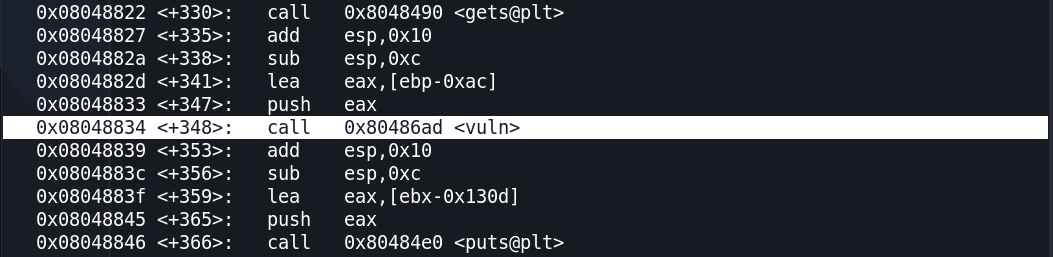 0x08048822 <+330>: call 0x8048490 <gets@plt>
0x08048827 <+335>: add esp,0x10
0x0804882a <+338>: sub esp,0xc
0x0804882d <+341>: lea eax,[ebp-0xac]
0x08048833 <+347>: push eax
0x08048834 <+348>: call 0x80486ad <vuln>
0x08048839 <+353>: add esp,0x10
0x0804883c <+356>: sub esp,0xc
0x0804883f <+359>: lea eax,[ebx-0x130d]
0x08048845 <+365>: push eax
0x08048846 <+366>: call 0x80484e0 <puts@plt>